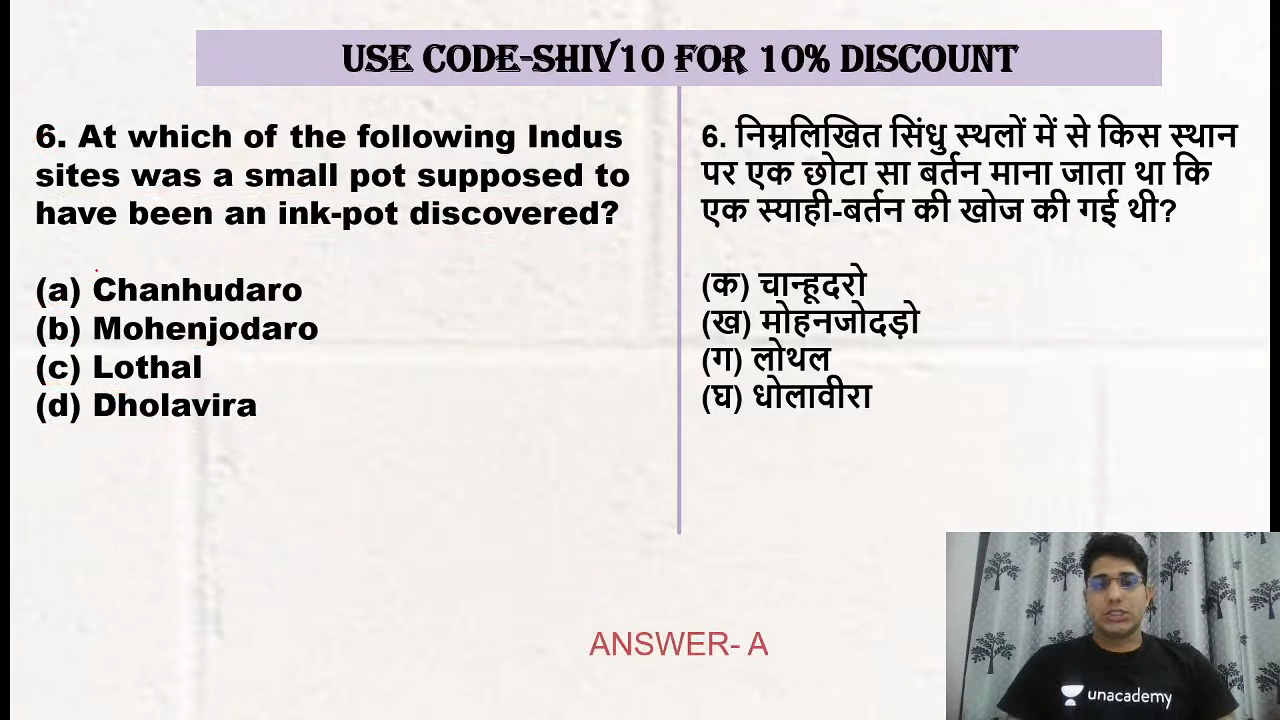 USE CODE-SHIV10 FOR 10% DISCOUNT
6. At which of the following Indus
sites was a small pot supposed to
have been an ink-pot discovered?
(a) Chanhudaro
(b) Mohenjodaro
(c) Lothal
(d) Dholavira
6. निम्नलिखित सिंधु स्थलों में से किस स्थान
पर एक छोटा सा बर्तन माना जाता था कि
एक स्याही-बर्तन की खोज की गई थी?
(क) चान्हूदरो
(ख) मोहनजोदड़ो
(ग) लोथल
(घ) धोलावीरा
ANSWER- A
unacademy